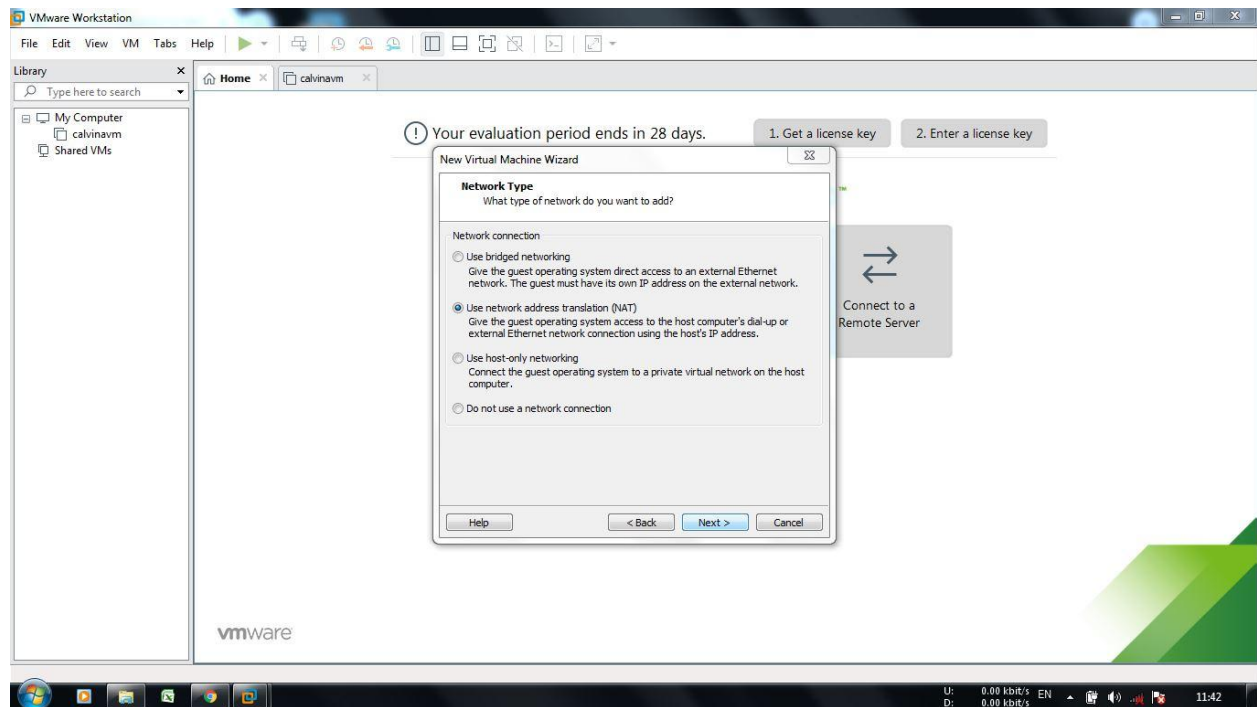 VMware Workstation
File Edit View VM Tabs Help
Library
Type here to search
My Computer
calvinavm
Shared VMs
Home
calvinavm
Your evaluation period ends in 28 days.
1. Get a license key
2. Enter a license key
New Virtual Machine Wizard
Network Type
What type of network do you want to add?
Network connection
Use bridged networking
Give the guest operating system direct access to an external Ethernet
network. The guest must have its own IP address on the external network.
Use network address translation (NAT)
Give the guest operating system access to the host computer's dial-up or
external Ethernet network connection using the host's IP address.
Use host-only networking
Connect the guest operating system to a private virtual network on the host
computer.
Do not use a network connection
Help
< Back
Next >
Cancel
TM
Connect to a
Remote Server
vmware
U: 0.00 kbit/s
D: 0.00 kbit/s
EN
11:42